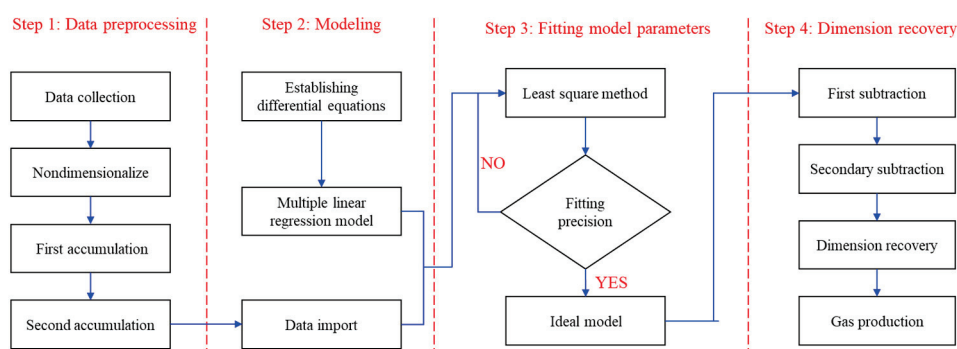 Step 1: Data preprocessing
Data collection
Nondimensionalize
First accumulation
Second accumulation
Step 2: Modeling
Establishing
differential equations
Multiple linear
regression model
Data import
Step 3: Fitting model parameters
Least square method
NO
Fitting
precision
YES
Ideal model
Step 4: Dimension recovery
First subtraction
Secondary subtraction
Dimension recovery
Gas production